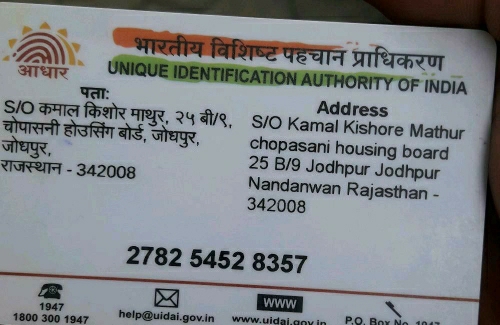 आधार
भारतीय विशिष्ट पहचान प्राधिकरण
UNIQUE IDENTIFICATION AUTHORITY OF INDIA
पताः
S/O कमाल किशोर माथुर, २५ बी/९,
चोपासनी होउसिंग बोर्ड, जोधपुर,
जोधपुर,
राजस्थान - 342008
Address
S/O Kamal Kishore Mathur
chopasani housing board
25 B/9 Jodhpur Jodhpur
Nandanwan Rajasthan -
342008
2782 5452 8357
1947
1800 300 1947
help@uidai.gov.in
WWW
www.uidai.gov.in
P.O. Box No. 1947